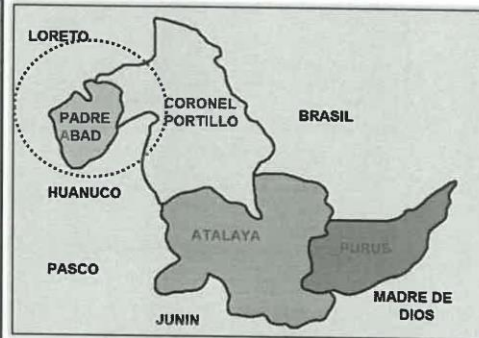 LORETO
PADRE
ABAD
CORONEL
PORTILLO
BRASIL
HUANUCO
ATALAYA
PURUS
PASCO
MADRE DE
DIOS
JUNIN